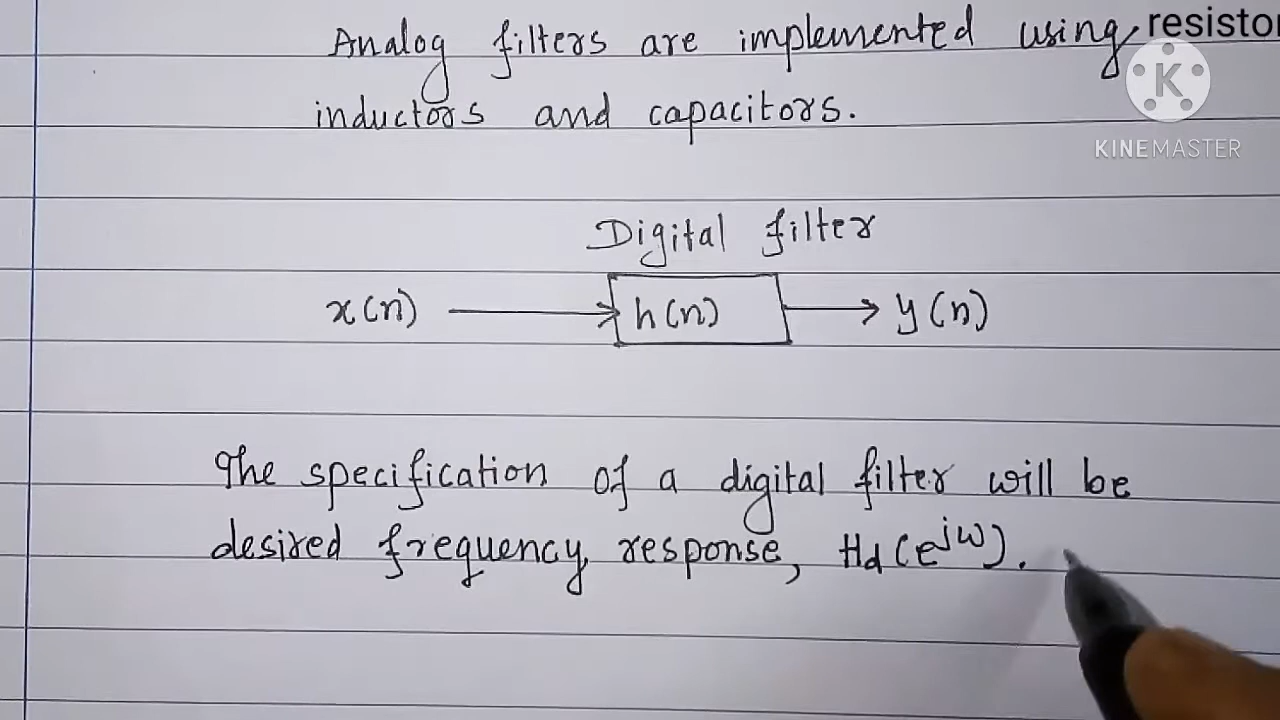 Analog filters are implemented using resistor
inductors and capacitors.
K
KINEMASTER
Digital filter
x(n) h(n) y(n)
The specification of a digital filter will be
desired frequency response, Hd(e^jω).